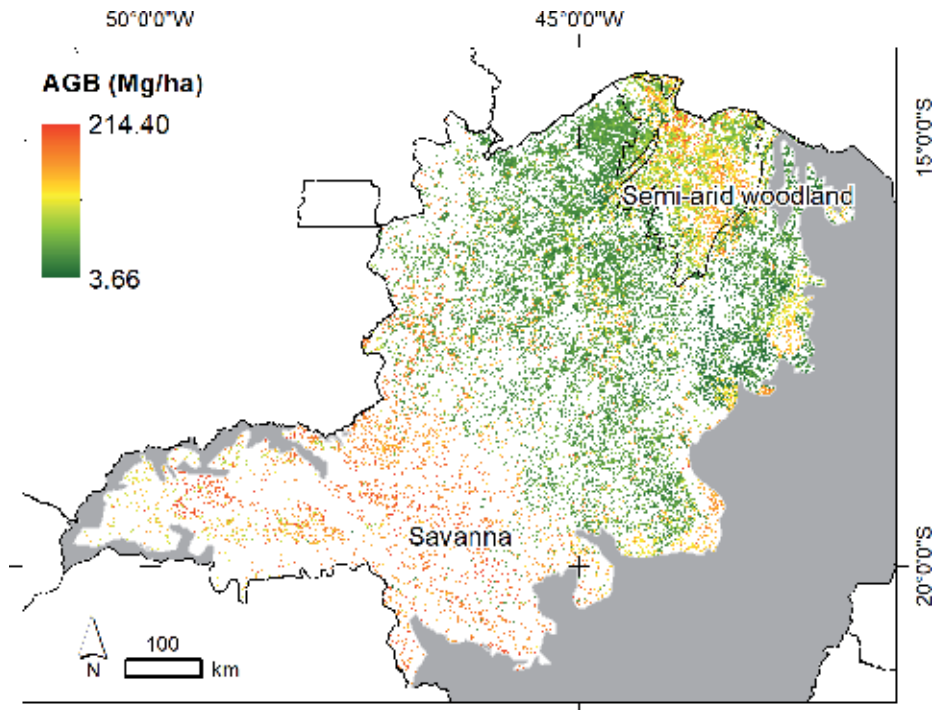 50°0'0"W
45°0'0"W
AGB (Mg/ha)
214.40
3.66
15°0'0"S
Semi-arid woodland
Savanna
20°0'0"S
N
100
km